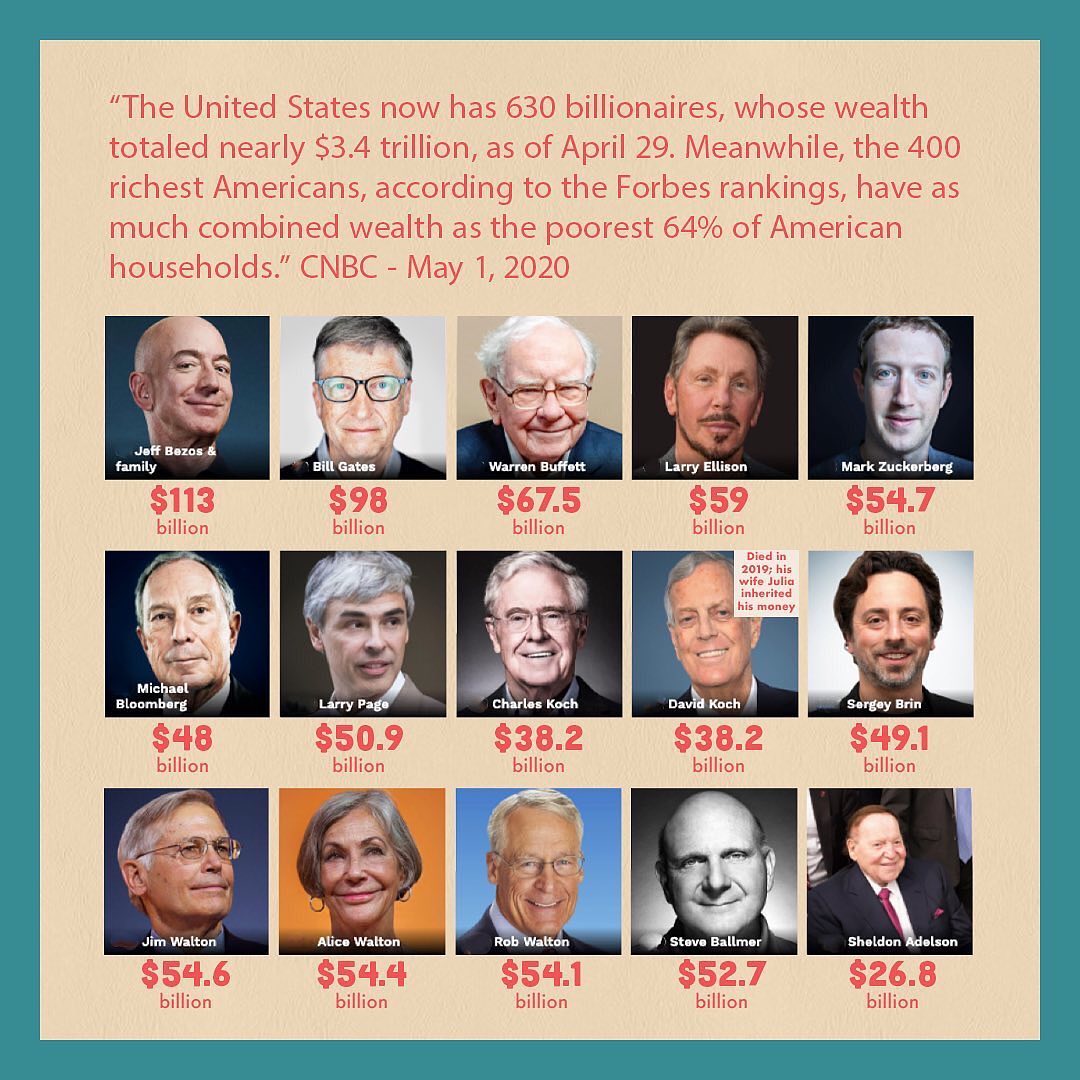 “The United States now has 630 billionaires, whose wealth
totaled nearly $3.4 trillion, as of April 29. Meanwhile, the 400
richest Americans, according to the Forbes rankings, have as
much combined wealth as the poorest 64% of American
households.” CNBC - May 1, 2020
Jeff Bezos &
family
$113
billion
Bill Gates
$98
billion
Warren Buffett
$67.5
billion
Larry Ellison
$59
billion
Mark Zuckerberg
$54.7
billion
Michael
Bloomberg
$48
billion
Larry Page
$50.9
billion
Charles Koch
$38.2
billion
Died in
2019; his
wife Julia
inherited
his money
David Koch
$38.2
billion
Sergey Brin
$49.1
billion
Jim Walton
$54.6
billion
Alice Walton
$54.4
billion
Rob Walton
$54.1
billion
Steve Ballmer
$52.7
billion
Sheldon Adelson
$26.8
billion